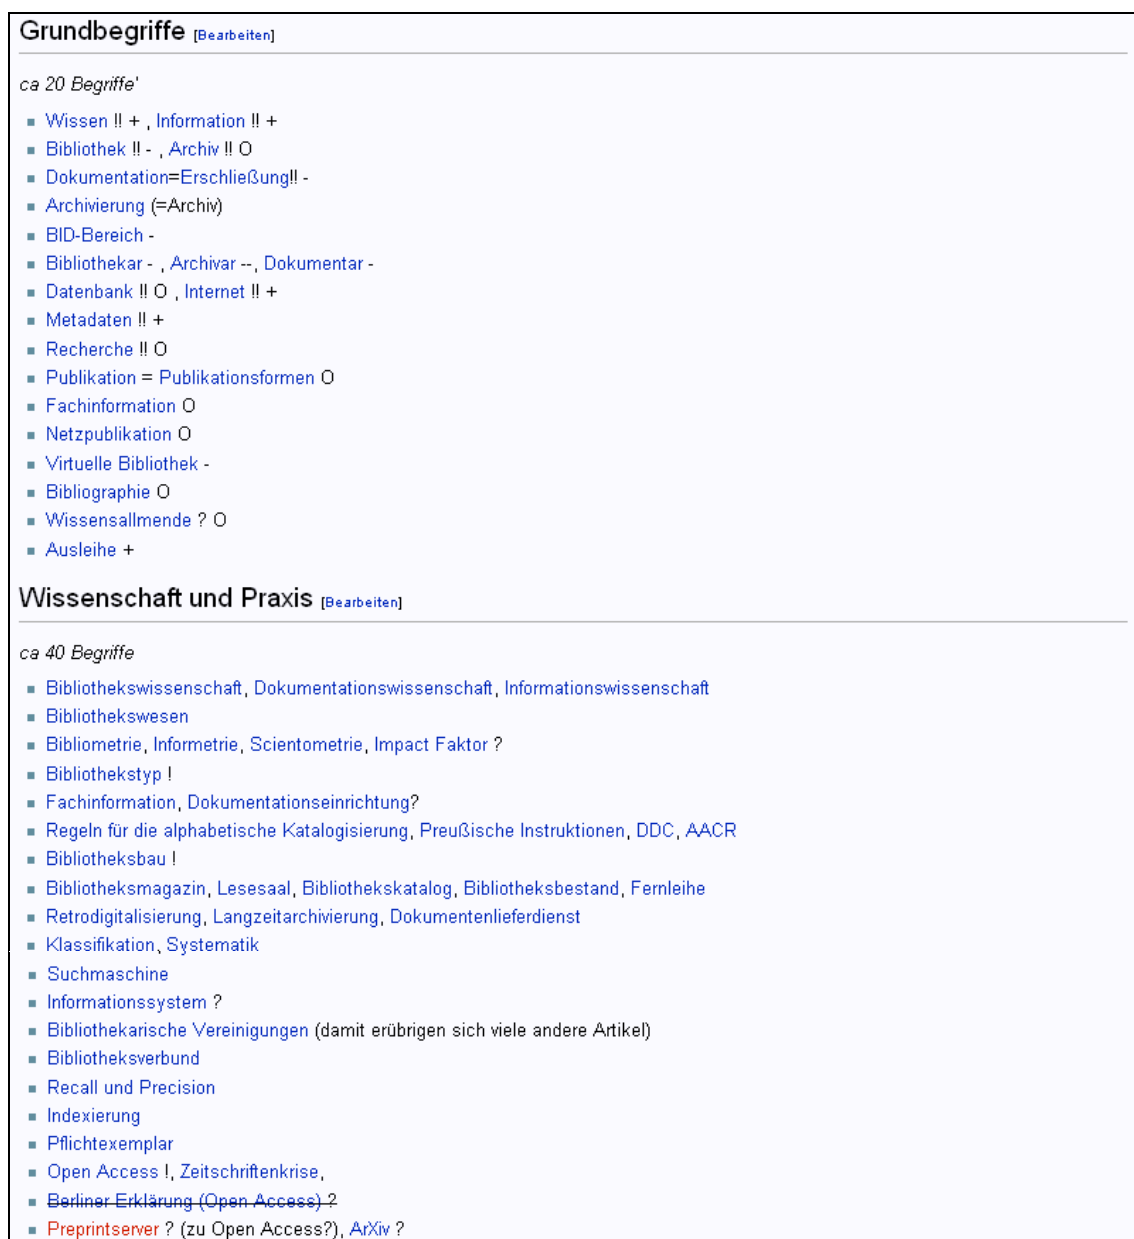 Grundbegriffe [Bearbeiten]
ca 20 Begriffe'
Wissen !! + , Information !! +
Bibliothek !! - , Archiv !! O
Dokumentation=Erschließung!! -
Archivierung (=Archiv)
BID-Bereich -
Bibliothekar - , Archivar --, Dokumentar -
Datenbank !! O , Internet !! +
Metadaten !! +
Recherche !! O
Publikation = Publikationsformen O
Fachinformation O
Netzpublikation O
Virtuelle Bibliothek -
Bibliographie O
Wissensallmende ? O
Ausleihe +
Wissenschaft und Praxis [Bearbeiten]
ca 40 Begriffe
Bibliothekswissenschaft, Dokumentationswissenschaft, Informationswissenschaft
Bibliothekswesen
Bibliometrie, Informetrie, Scientometrie, Impact Faktor ?
Bibliothekstyp !
Fachinformation, Dokumentationseinrichtung?
Regeln für die alphabetische Katalogisierung, Preußische Instruktionen, DDC, AACR
Bibliotheksbau !
Bibliotheksmagazin, Lesesaal, Bibliothekskatalog, Bibliotheksbestand, Fernleihe
Retrodigitalisierung, Langzeitarchivierung, Dokumentenlieferdienst
Klassifikation, Systematik
Suchmaschine
Informationssystem ?
Bibliothekarische Vereinigungen (damit erübrigen sich viele andere Artikel)
Bibliotheksverbund
Recall und Precision
Indexierung
Pflichtexemplar
Open Access !, Zeitschriftenkrise,
Berliner Erklärung (Open Access) ?
Preprintserver ? (zu Open Access?), ArXiv ?